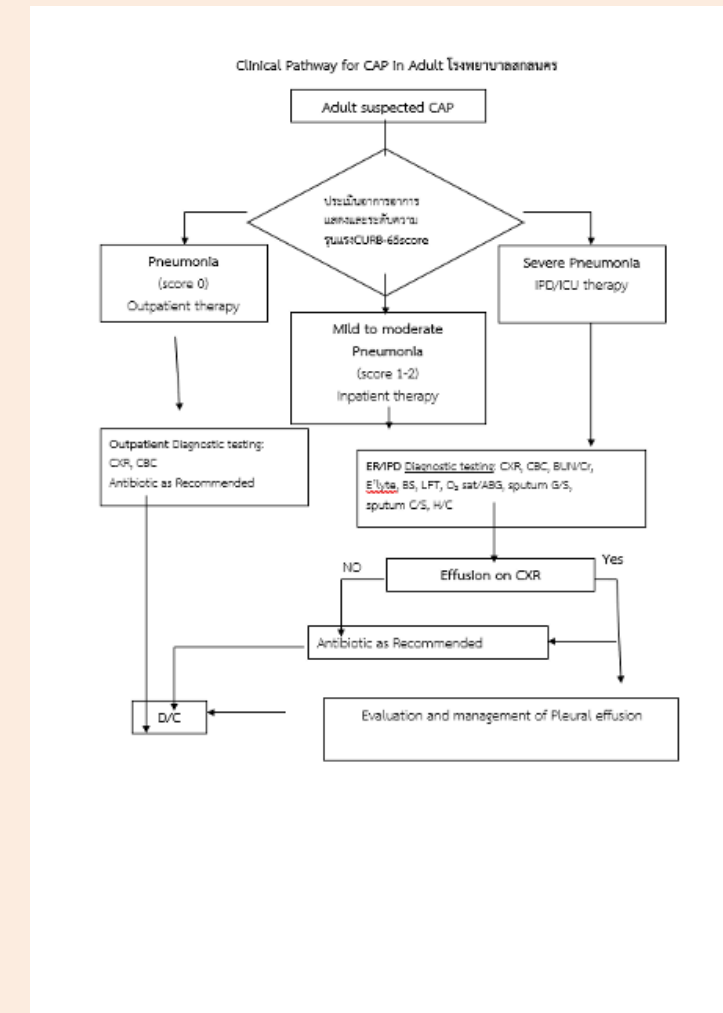 Clinical Pathway for CAP in Adult โรงพยาบาลสกลนคร
Adult suspected CAP
ประเมินอาการอาการ
แสดงและระดับความ
รุนแรงCURB-65score
Pneumonia
(score 0)
Outpatient therapy
Severe Pneumonia
IPD/ICU therapy
Mild to moderate
Pneumonia
(score 1-2)
Inpatient therapy
Outpatient Diagnostic testing:
CXR, CBC
Antibiotic as Recommended
ER/IPD Diagnostic testing: CXR, CBC, BUN/Cr,
E'lyte, BS, LFT, O₂ sat/ABG, sputum G/S,
sputum C/S, H/C
NO
Yes
Effusion on CXR
Antibiotic as Recommended
D/C
Evaluation and management of Pleural effusion